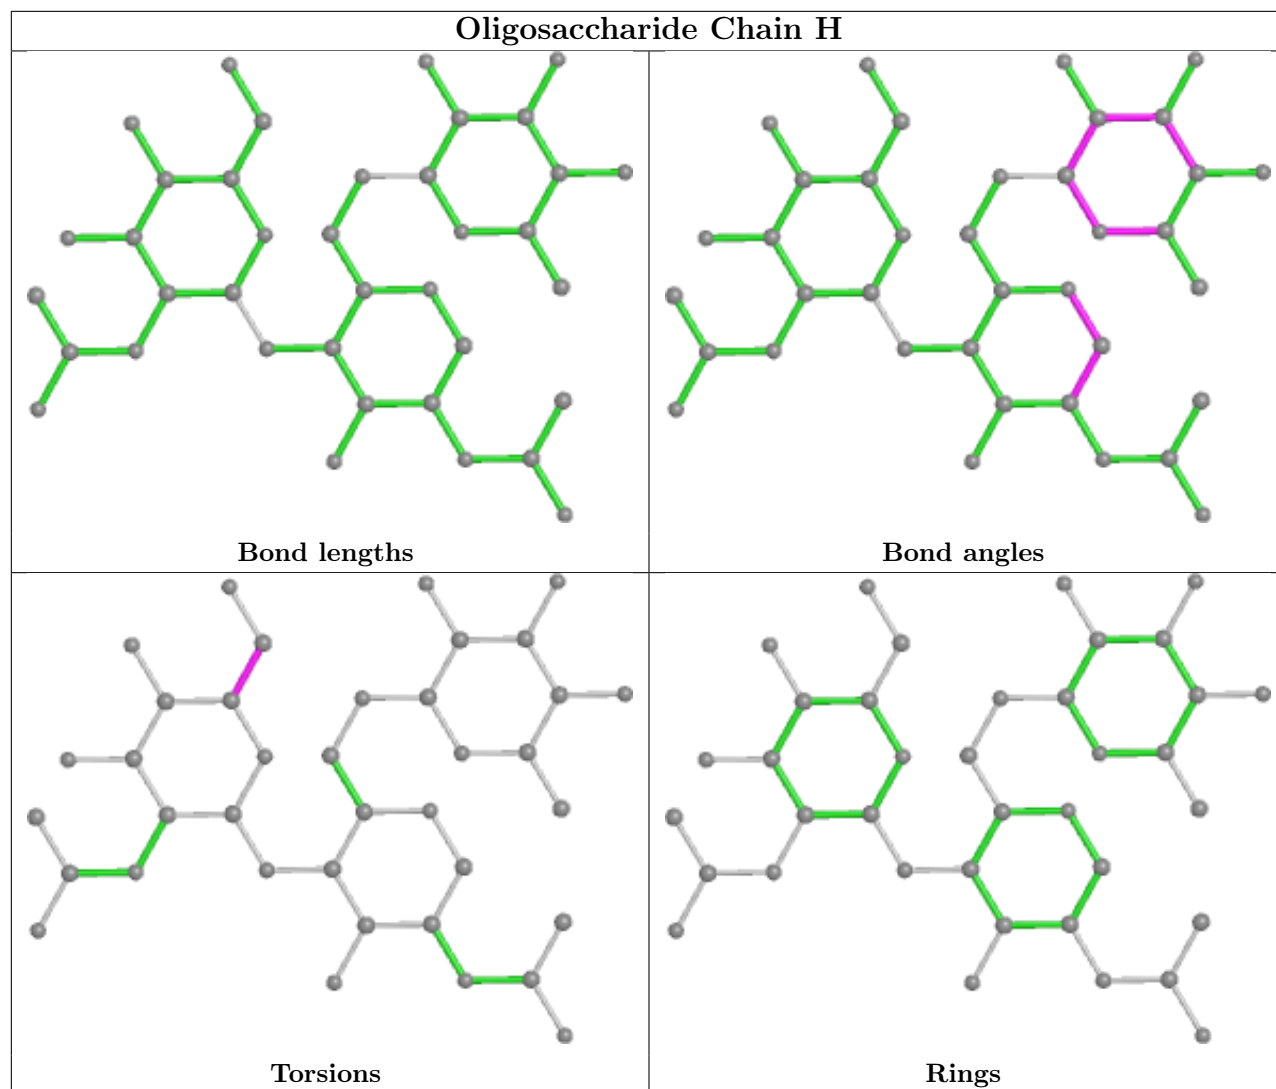 Oligosaccharide Chain H
Bond lengths
Bond angles
Torsions
Rings